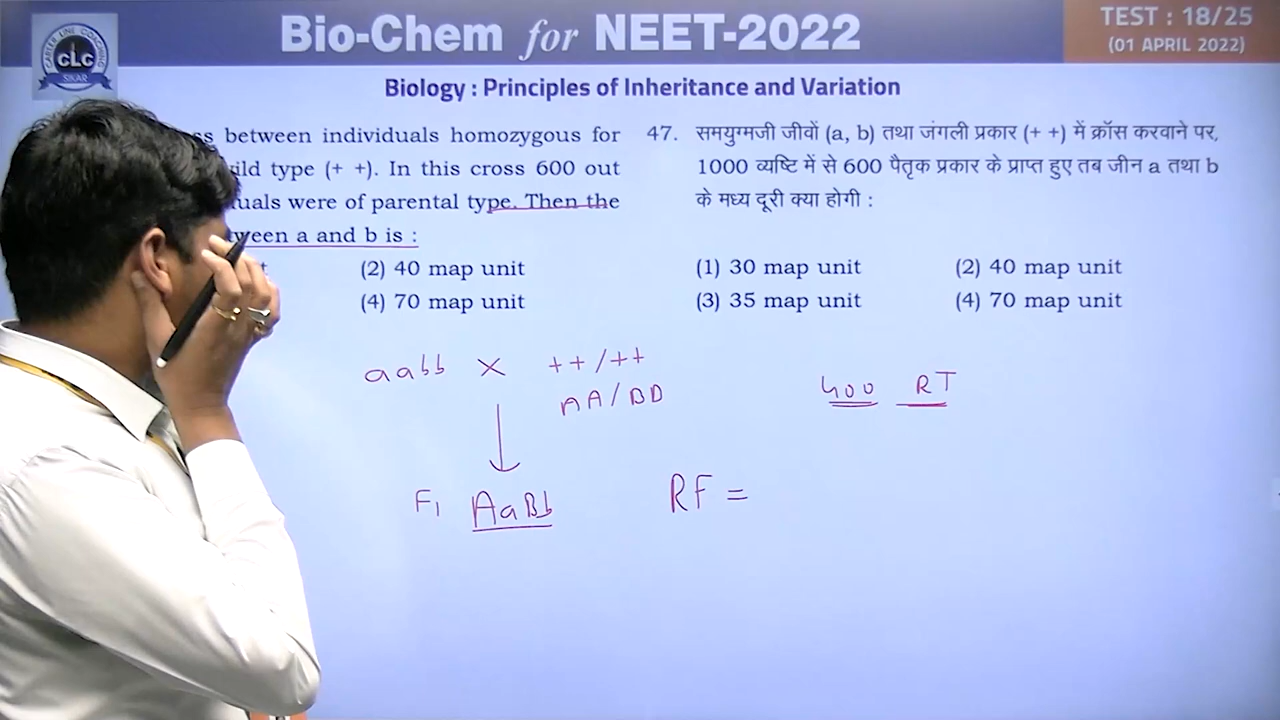 Bio-Chem for NEET-2022
TEST : 18/25
(01 APRIL 2022)
CLC
SIKAR
Biology : Principles of Inheritance and Variation
between individuals homozygous for
type (+ +). In this cross 600 out
were of parental type. Then the
a and b is :
(2) 40 map unit
(4) 70 map unit
47. समयुग्मजी जीवों (a, b) तथा जंगली प्रकार (+ +) में क्रॉस करवाने पर,
1000 व्यष्टि में से 600 पैतृक प्रकार के प्राप्त हुए तब जीन a तथा b
के मध्य दूरी क्या होगी :
(1) 30 map unit (2) 40 map unit
(3) 35 map unit (4) 70 map unit
aabb × ++/++
AA/BB
400 RT
F1 AaBb
RF =